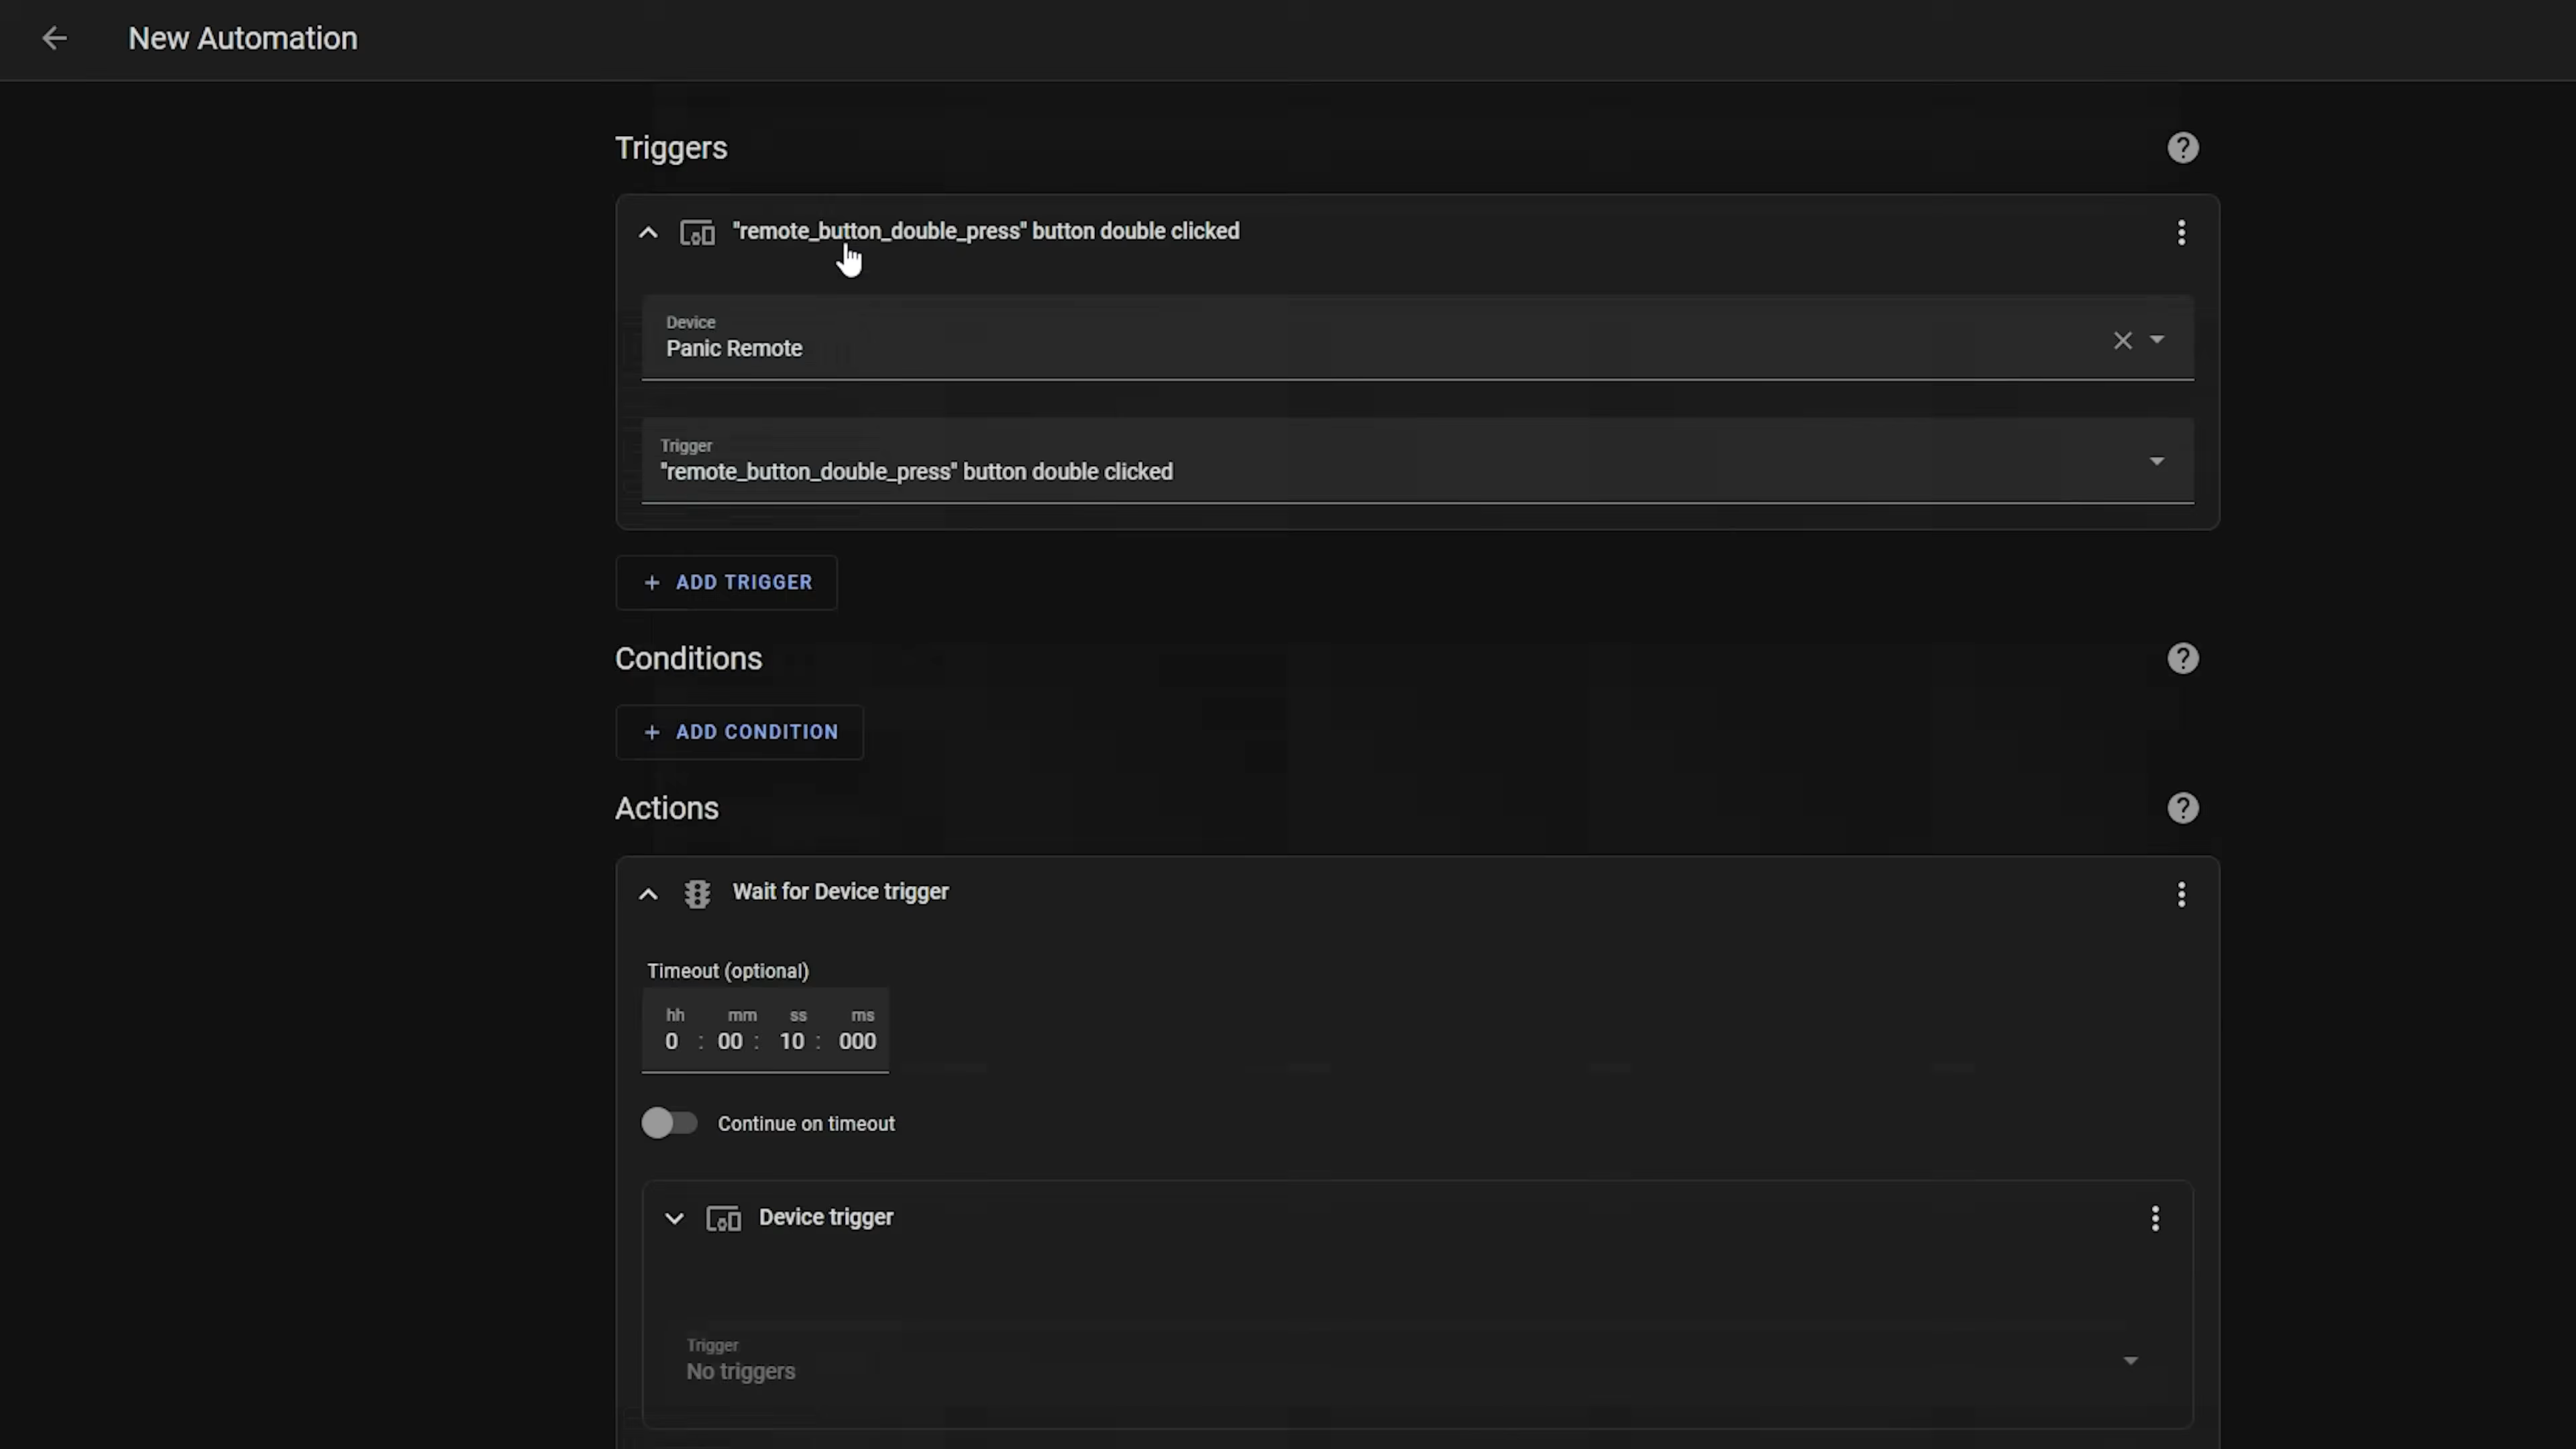 New Automation
Triggers
"remote_button_double_press" button double clicked
Device
Panic Remote
Trigger
"remote_button_double_press" button double clicked
+ ADD TRIGGER
Conditions
+ ADD CONDITION
Actions
Wait for Device trigger
Timeout (optional)
hh mm ss ms
0 : 00 : 10 : 000
Continue on timeout
Device trigger
Trigger
No triggers